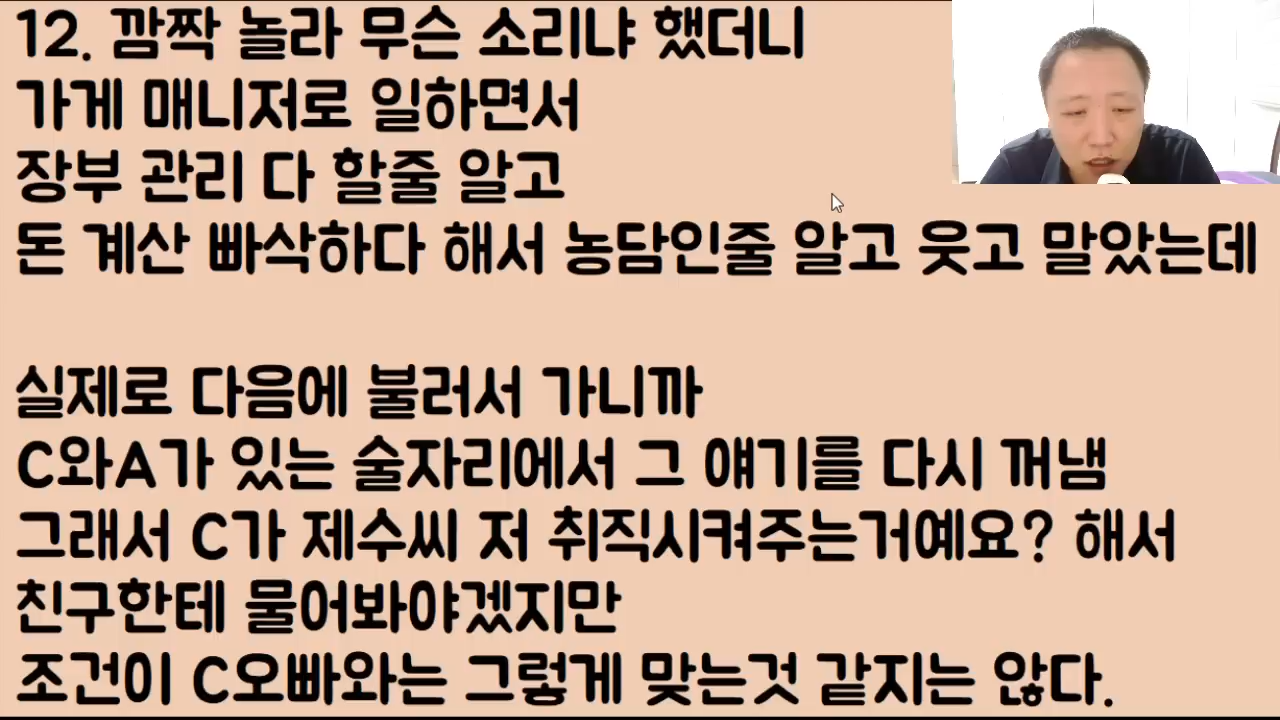 12. 깜짝 놀라 무슨 소리냐 했더니
가게 매니저로 일하면서
장부 관리 다 할줄 알고
돈 계산 빠삭하다 해서 농담인줄 알고 웃고 말았는데
실제로 다음에 불러서 가니까
C와A가 있는 술자리에서 그 얘기를 다시 꺼냄
그래서 C가 제수씨 저 취직시켜주는거예요? 해서
친구한테 물어봐야겠지만
조건이 C오빠와는 그렇게 맞는것 같지는 않다.